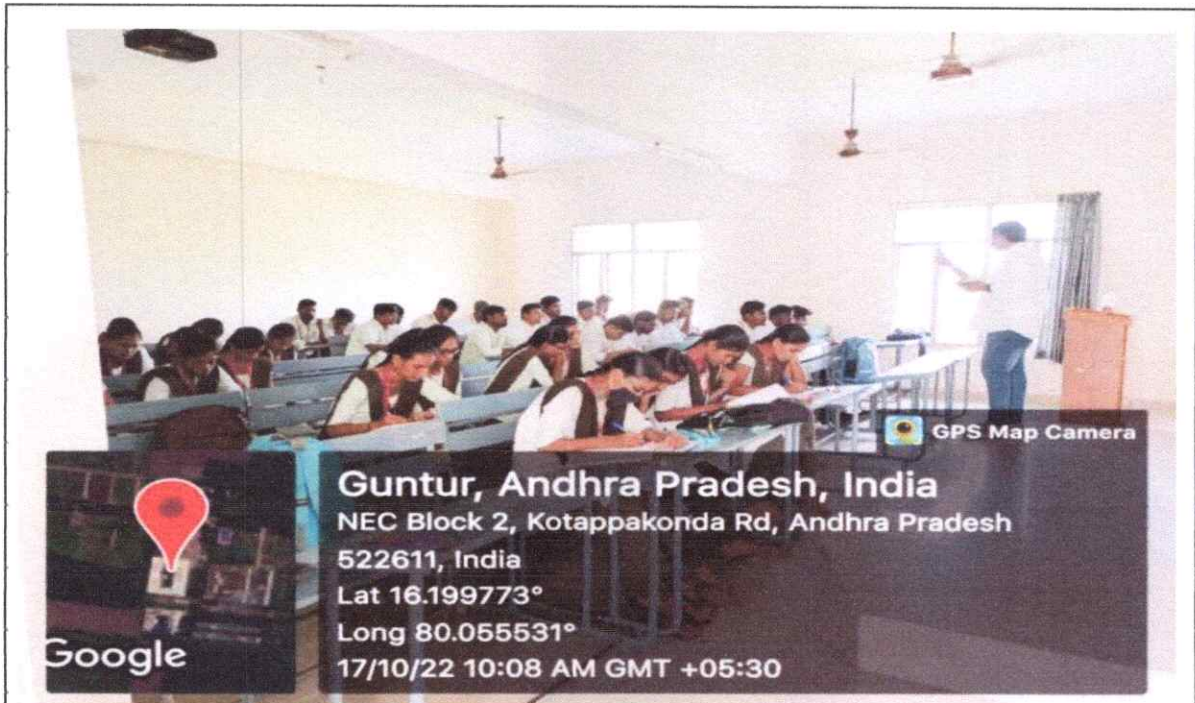 GPS Map Camera
Guntur, Andhra Pradesh, India
NEC Block 2, Kotappakonda Rd, Andhra Pradesh
522611, India
Lat 16.199773°
Long 80.055531°
17/10/22 10:08 AM GMT +05:30
Google